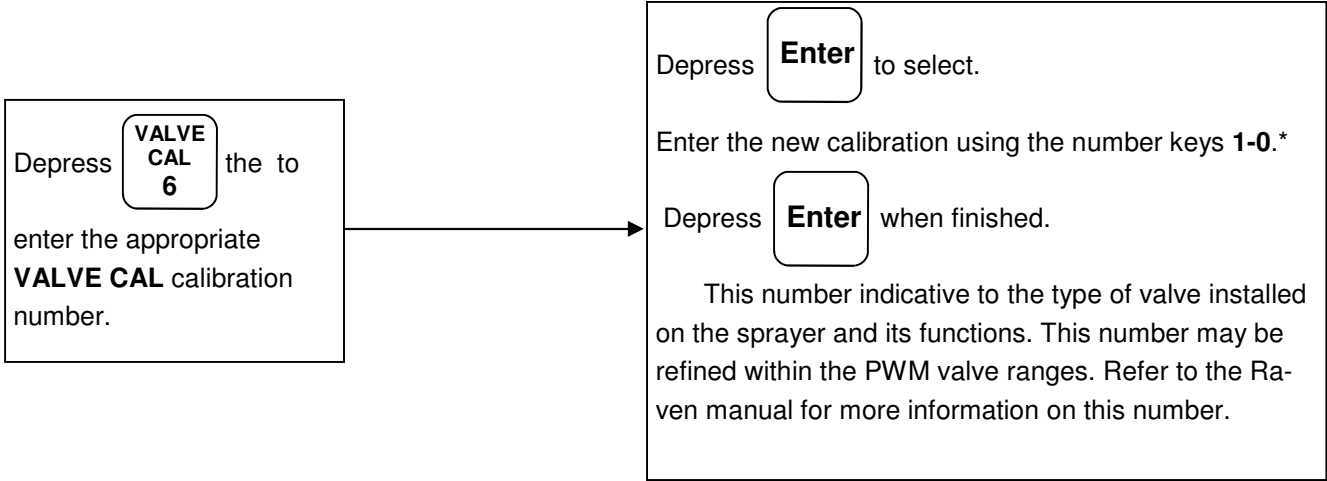 Depress VALVE CAL 6 the to
enter the appropriate
VALVE CAL calibration
number.
Depress Enter to select.
Enter the new calibration using the number keys 1-0.*
Depress Enter when finished.
This number indicative to the type of valve installed
on the sprayer and its functions. This number may be
refined within the PWM valve ranges. Refer to the Ra-
ven manual for more information on this number.